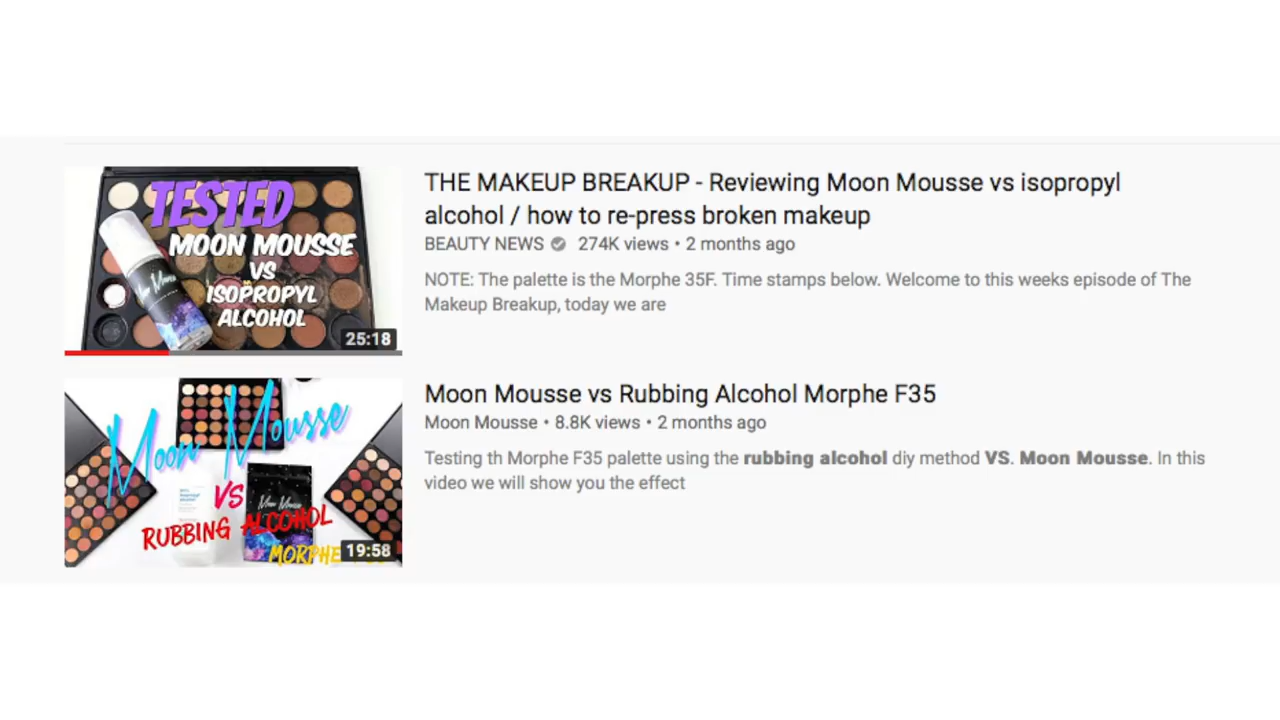 TESTED
MOON MOUSSE
VS
ISOPROPYL
ALCOHOL
Moon Mousse
25:18
THE MAKEUP BREAKUP - Reviewing Moon Mousse vs isopropyl
alcohol / how to re-press broken makeup
BEAUTY NEWS 274K views • 2 months ago
NOTE: The palette is the Morphe 35F. Time stamps below. Welcome to this weeks episode of The
Makeup Breakup, today we are
Moon Mousse
VS
RUBBING ALCOHOL
MORPHE
Moon Mousse
19:58
Moon Mousse vs Rubbing Alcohol Morphe F35
Moon Mousse • 8.8K views • 2 months ago
Testing th Morphe F35 palette using the rubbing alcohol diy method VS. Moon Mousse. In this
video we will show you the effect